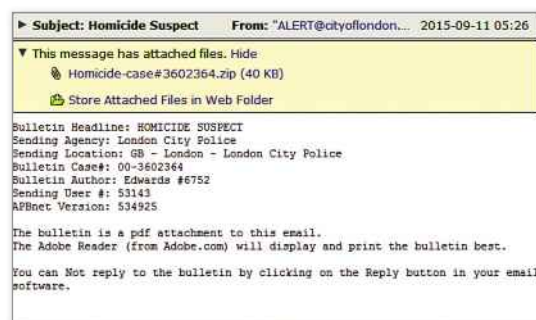 Subject: Homicide Suspect From: "ALERT@cityoflondon.... 2015-09-11 05:26
This message has attached files. Hide
Homicide-case#3602364.zip (40 KB)
Store Attached Files in Web Folder
Bulletin Headline: HOMICIDE SUSPECT
Sending Agency: London City Police
Sending Location: GB - London - London City Police
Bulletin Case#: 00-3602364
Bulletin Author: Edwards #6752
Sending User #: 53143
APBnet Version: 534925
The bulletin is a pdf attachment to this email.
The Adobe Reader (from Adobe.com) will display and print the bulletin best.
You can Not reply to the bulletin by clicking on the Reply button in your email
software.